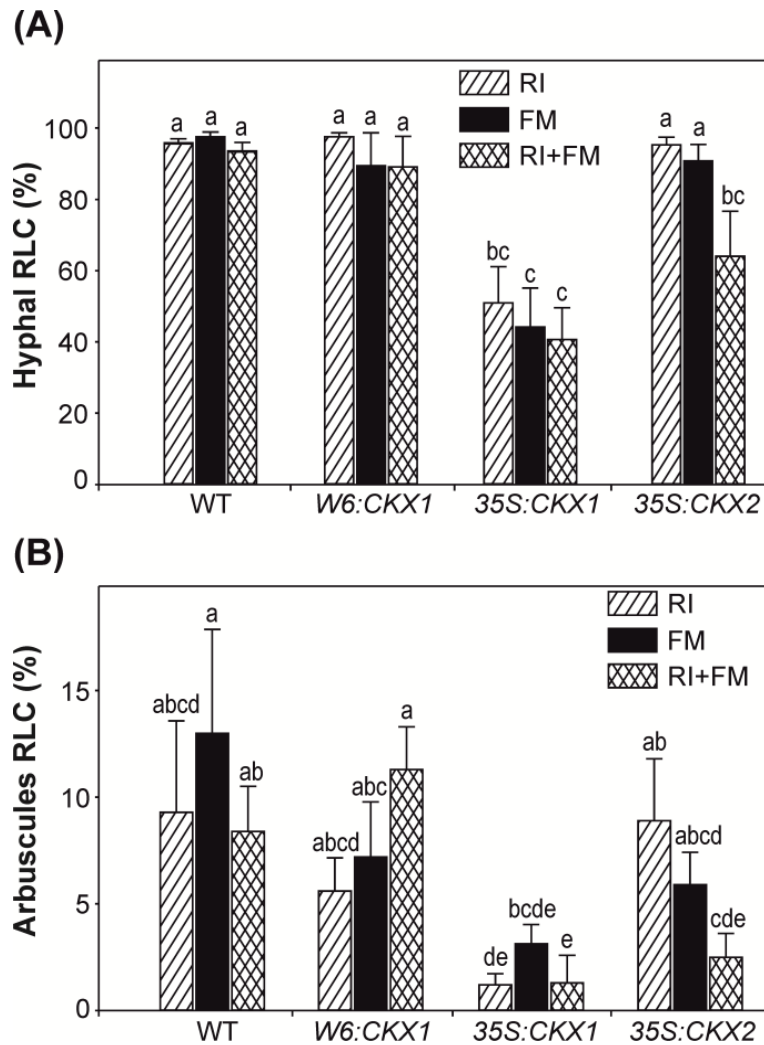 (A)
Hyphal RLC (%)
100
80
60
40
20
0
RI
FM
RI+FM
a a a
a a a
bc c c
a a bc
WT W6:CKX1 35S:CKX1 35S:CKX2
(B)
Arbuscules RLC (%)
15
10
5
0
RI
FM
RI+FM
abcd a ab
abcd abc a
de bcde e
ab abcd cde
WT W6:CKX1 35S:CKX1 35S:CKX2